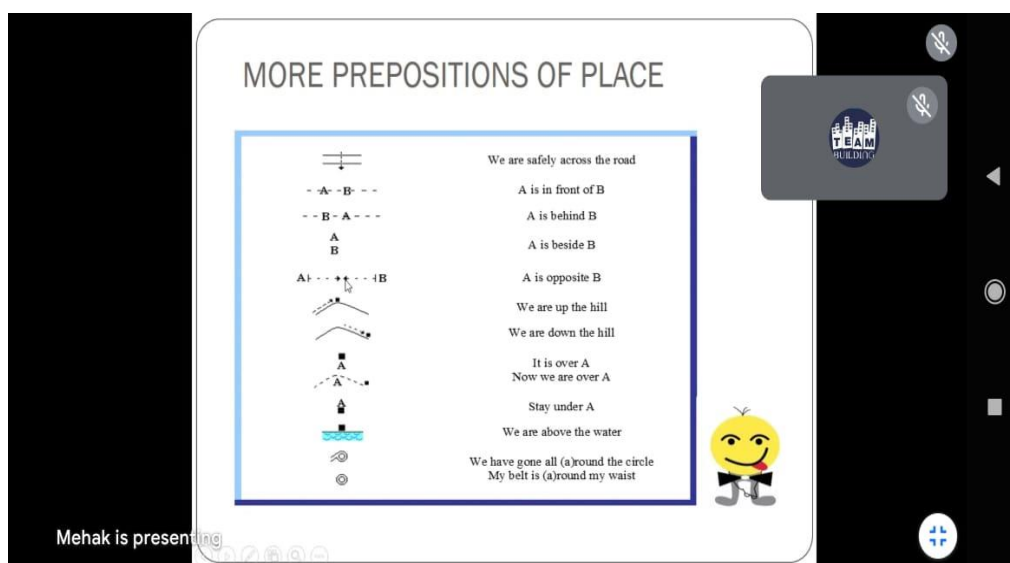 MORE PREPOSITIONS OF PLACE
We are safely across the road
- -A- -B- - - A is in front of B
- - B - A - - - A is behind B
A
B
A is beside B
A - - - - B A is opposite B
We are up the hill
We are down the hill
A
It is over A
A
Now we are over A
A
Stay under A
We are above the water
We have gone all (a)round the circle
My belt is (a)round my waist
TEAM
BUILDING
Mehak is presenting